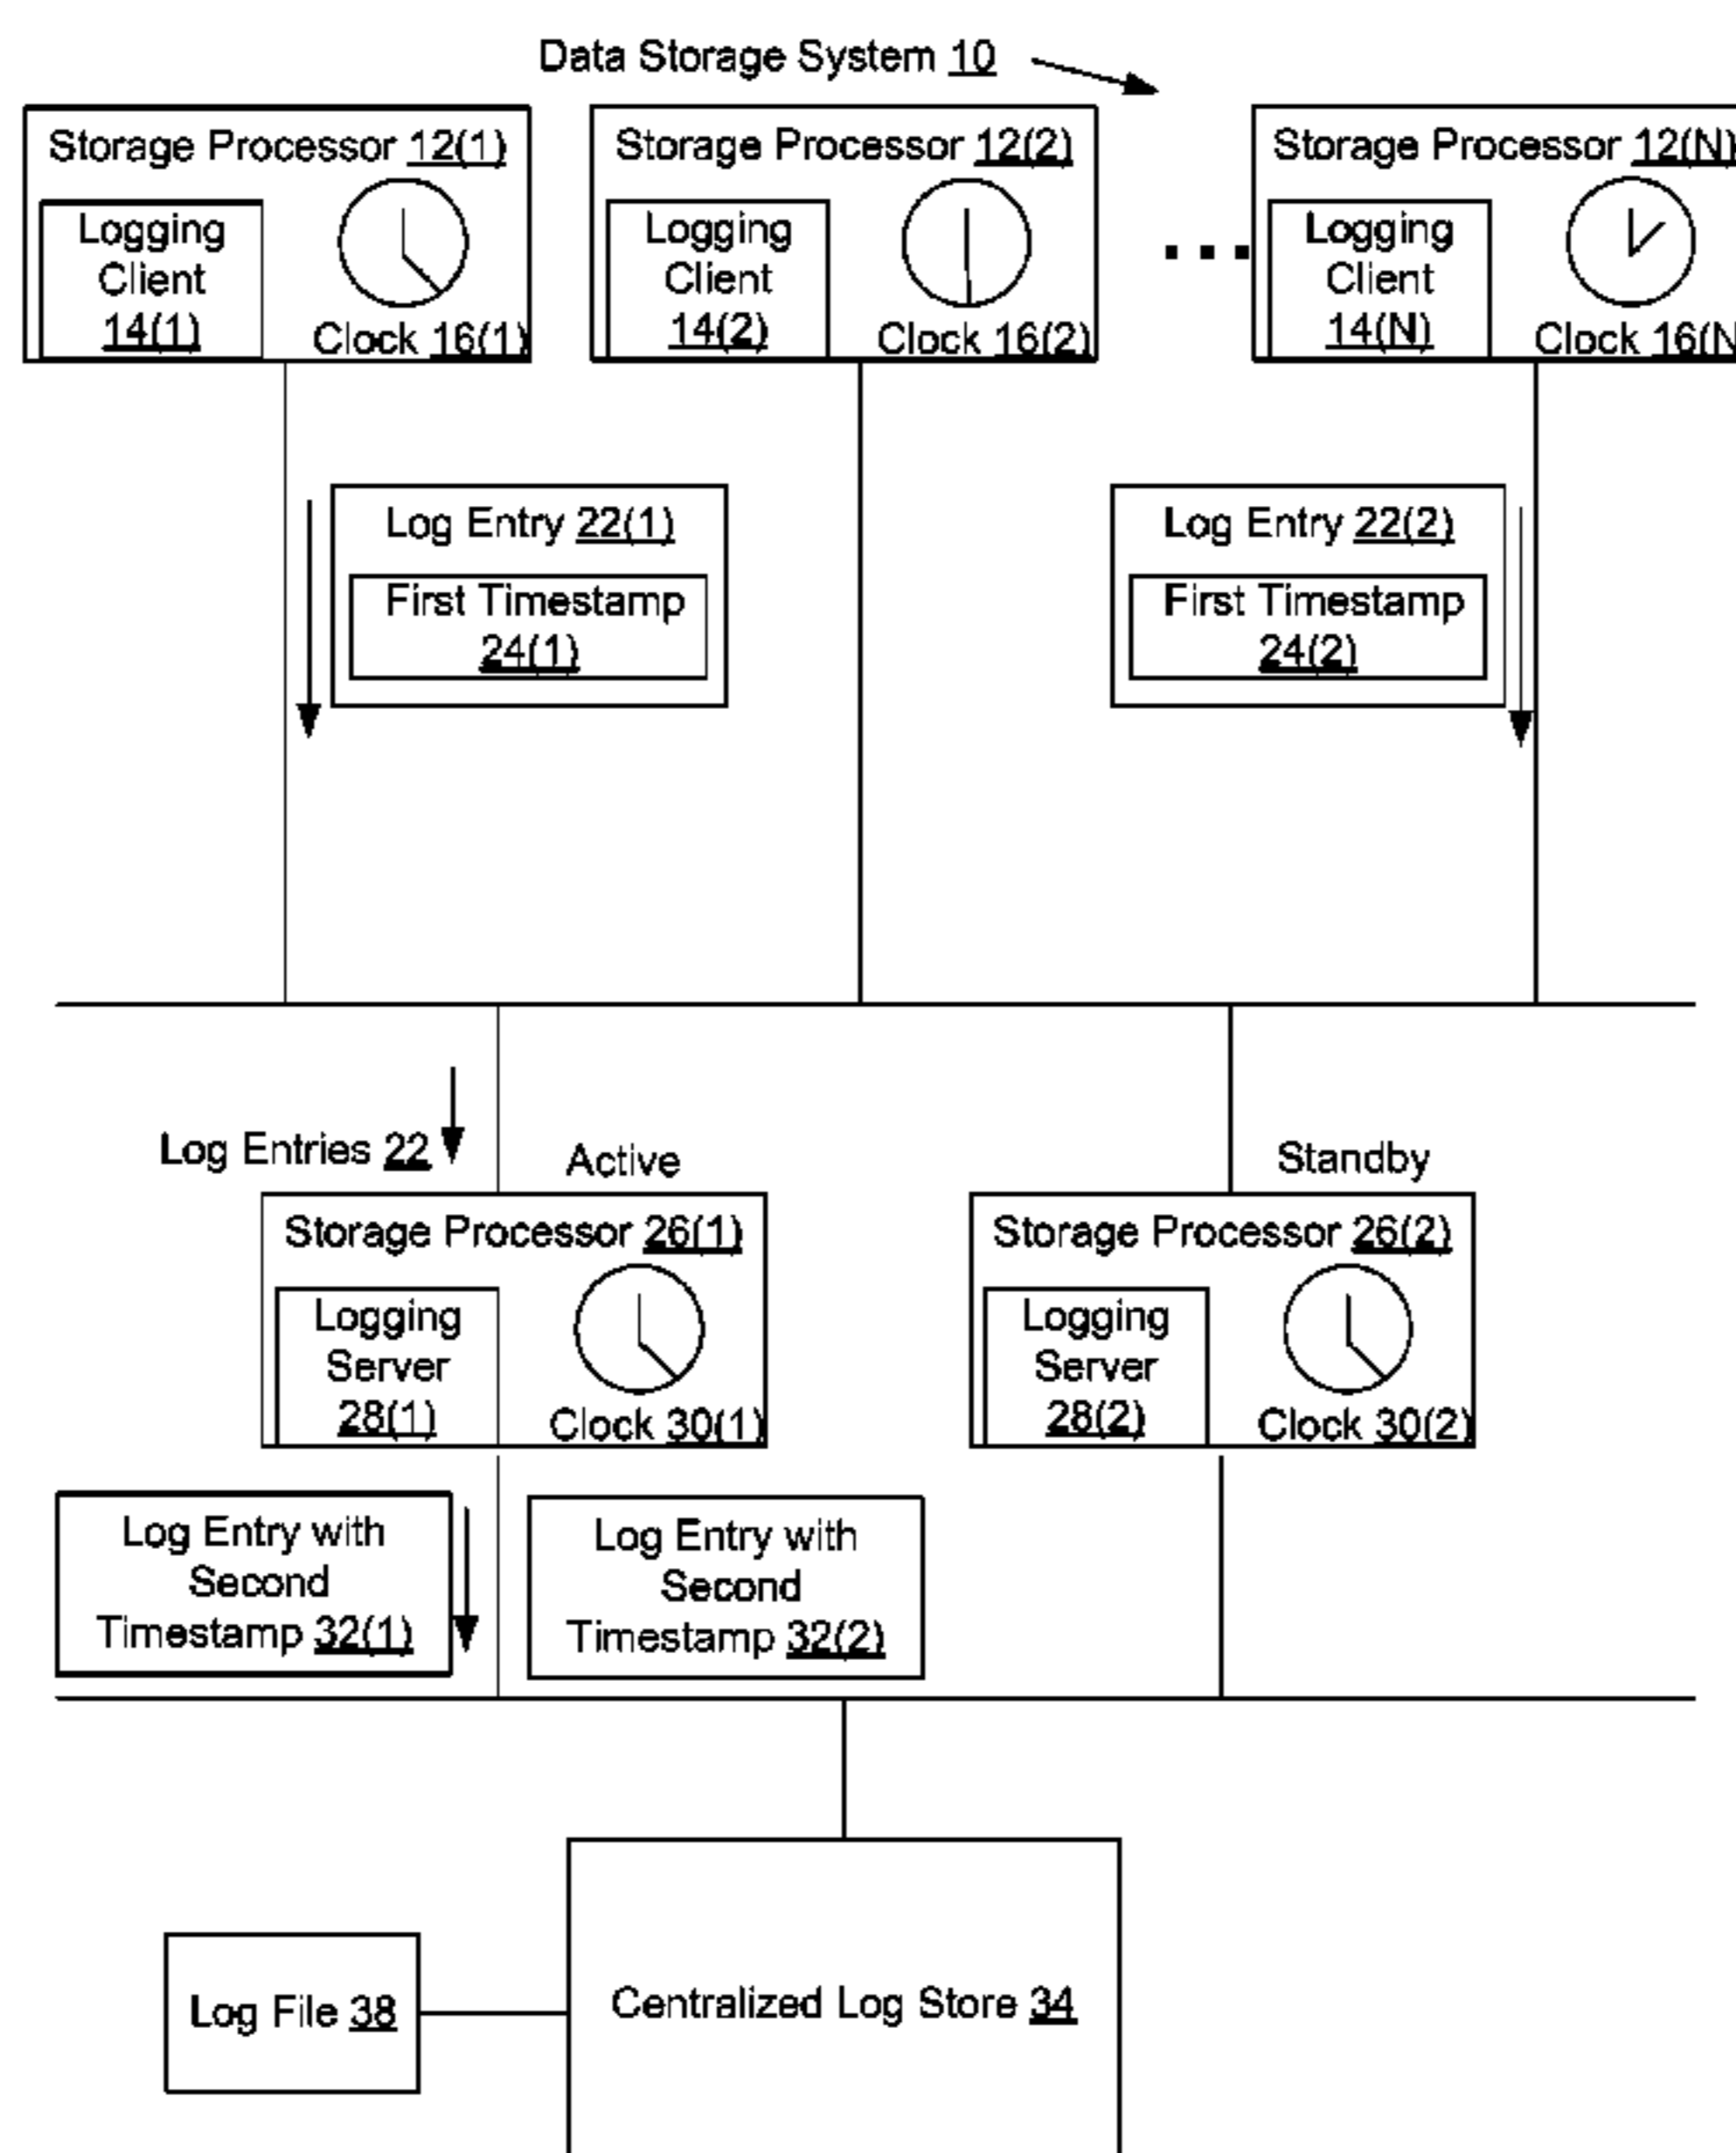 Data Storage System 10
Storage Processor 12(1)
Logging
Client
14(1)
Clock 16(1)
Storage Processor 12(2)
Logging
Client
14(2)
Clock 16(2)
...
Storage Processor 12(N)
Logging
Client
14(N)
Clock 16(N
Log Entry 22(1)
First Timestamp
24(1)
Log Entry 22(2)
First Timestamp
24(2)
Log Entries 22
Active
Standby
Storage Processor 26(1)
Logging
Server
28(1)
Clock 30(1)
Storage Processor 26(2)
Logging
Server
28(2)
Clock 30(2)
Log Entry with
Second
Timestamp 32(1)
Log Entry with
Second
Timestamp 32(2)
Log File 38
Centralized Log Store 34